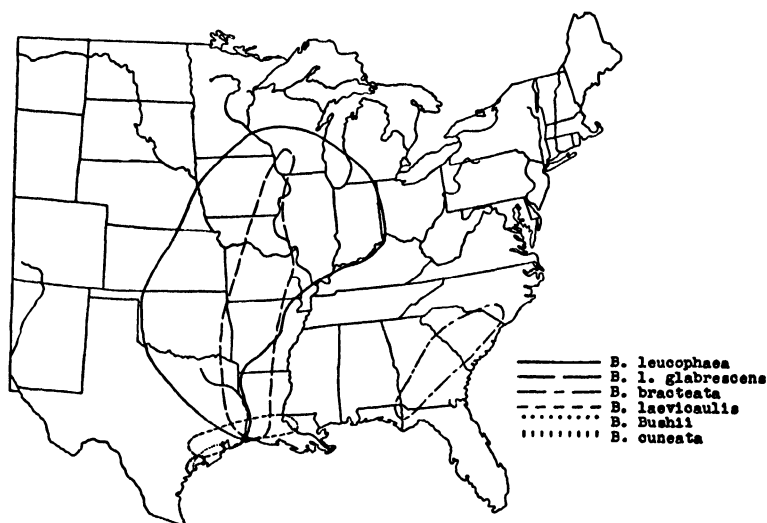 B. leucophaea
B. l. glabrescens
B. bracteata
B. laevicaulis
B. Bushii
B. cuneata